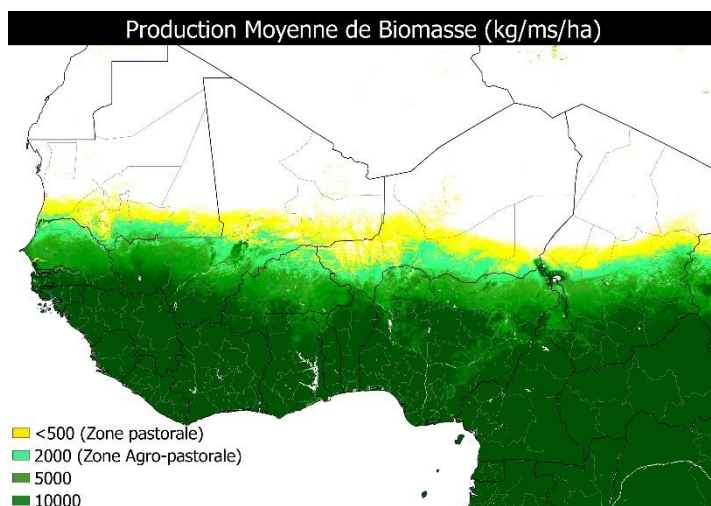 Production Moyenne de Biomasse (kg/ms/ha)
<500 (Zone pastorale)
2000 (Zone Agro-pastorale)
5000
10000